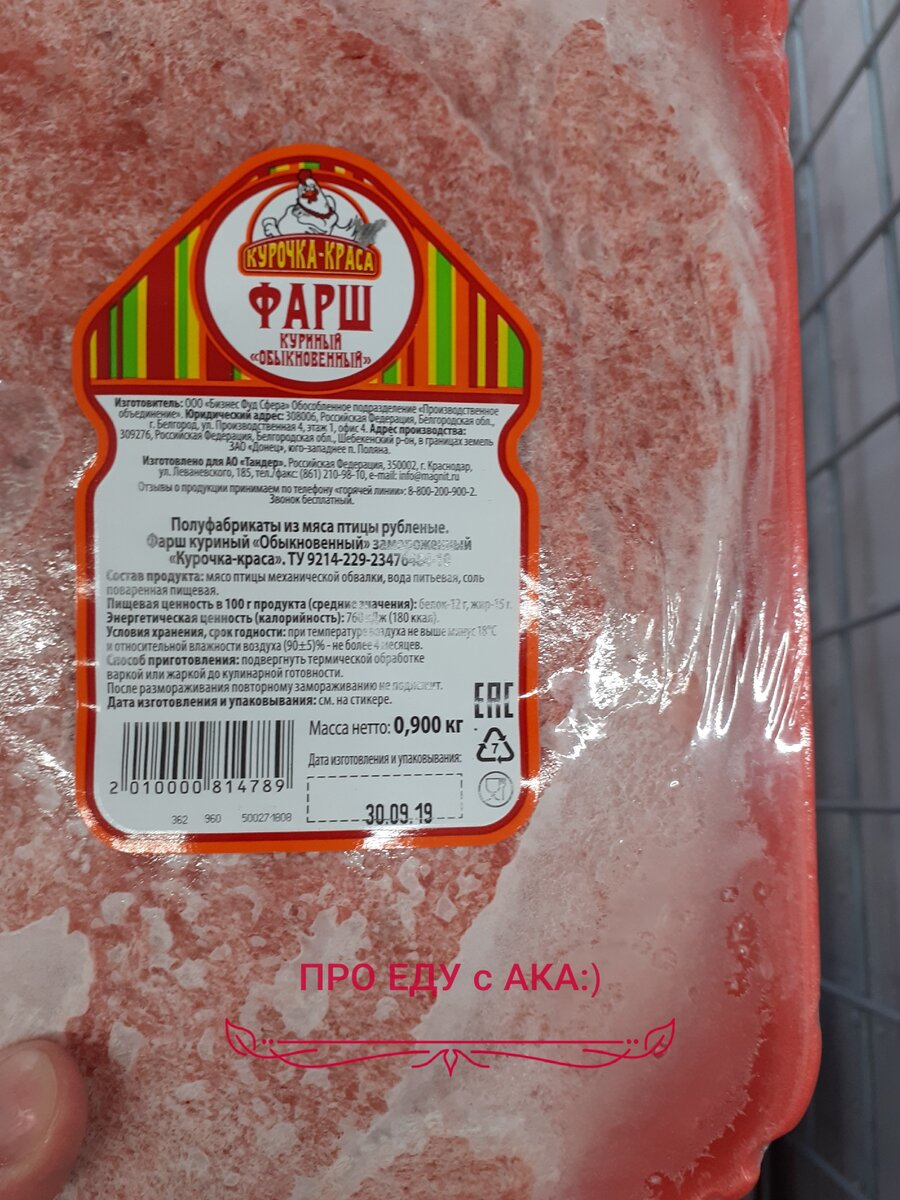 КУРОЧКА-КРАСА
ФАРШ
КУРИНЫЙ
«ОБЫКНОВЕННЫЙ»
Изготовитель: ООО «Бизнес Фуд Сфера» Обособленное подразделение «Производственное
объединение». Юридический адрес: 308006, Российская Федерация, Белгородская обл.,
г. Белгород, ул. Производственная 4, этаж 1, офис 4. Адрес производства:
309276, Российская Федерация, Белгородская обл., Шебекенский р-он, в границах земель
ЗАО «Донец», юго-западнее п. Поляна.
Изготовлено для АО «Тандер». Российская Федерация, 350002, г. Краснодар,
ул. Леваневского, 185, тел./факс: (861) 210-98-10, e-mail: info@magnit.ru
Отзывы о продукции принимаем по телефону «горячей линии»: 8-800-200-900-2.
Звонок бесплатный.
Полуфабрикаты из мяса птицы рубленые.
Фарш куриный «Обыкновенный» замороженный
«Курочка-краса». ТУ
Состав продукта: мясо птицы механической обвалки, вода питьевая, соль
поваренная пищевая.
Пищевая ценность в 100 г продукта (средние значения): белок-12 г, жир-15 г.
Энергетическая ценность (калорийность): 760 кДж (180 ккал).
Условия хранения, срок годности: при температуре воздуха не выше минус 18°С
и относительной влажности воздуха (90±5)% - не более 4 месяцев.
Способ приготовления: подвергнуть термической обработке
варкой или жаркой до кулинарной готовности.
После размораживания повторному замораживанию не подлежит.
Дата изготовления и упаковывания: см. на стикере.
EAC
Масса нетто: 0,900 кг
7
Дата изготовления и упаковывания:
2 010000 814789
30.09.19
362 960 500271808
ПРО ЕДУ с АКА:)